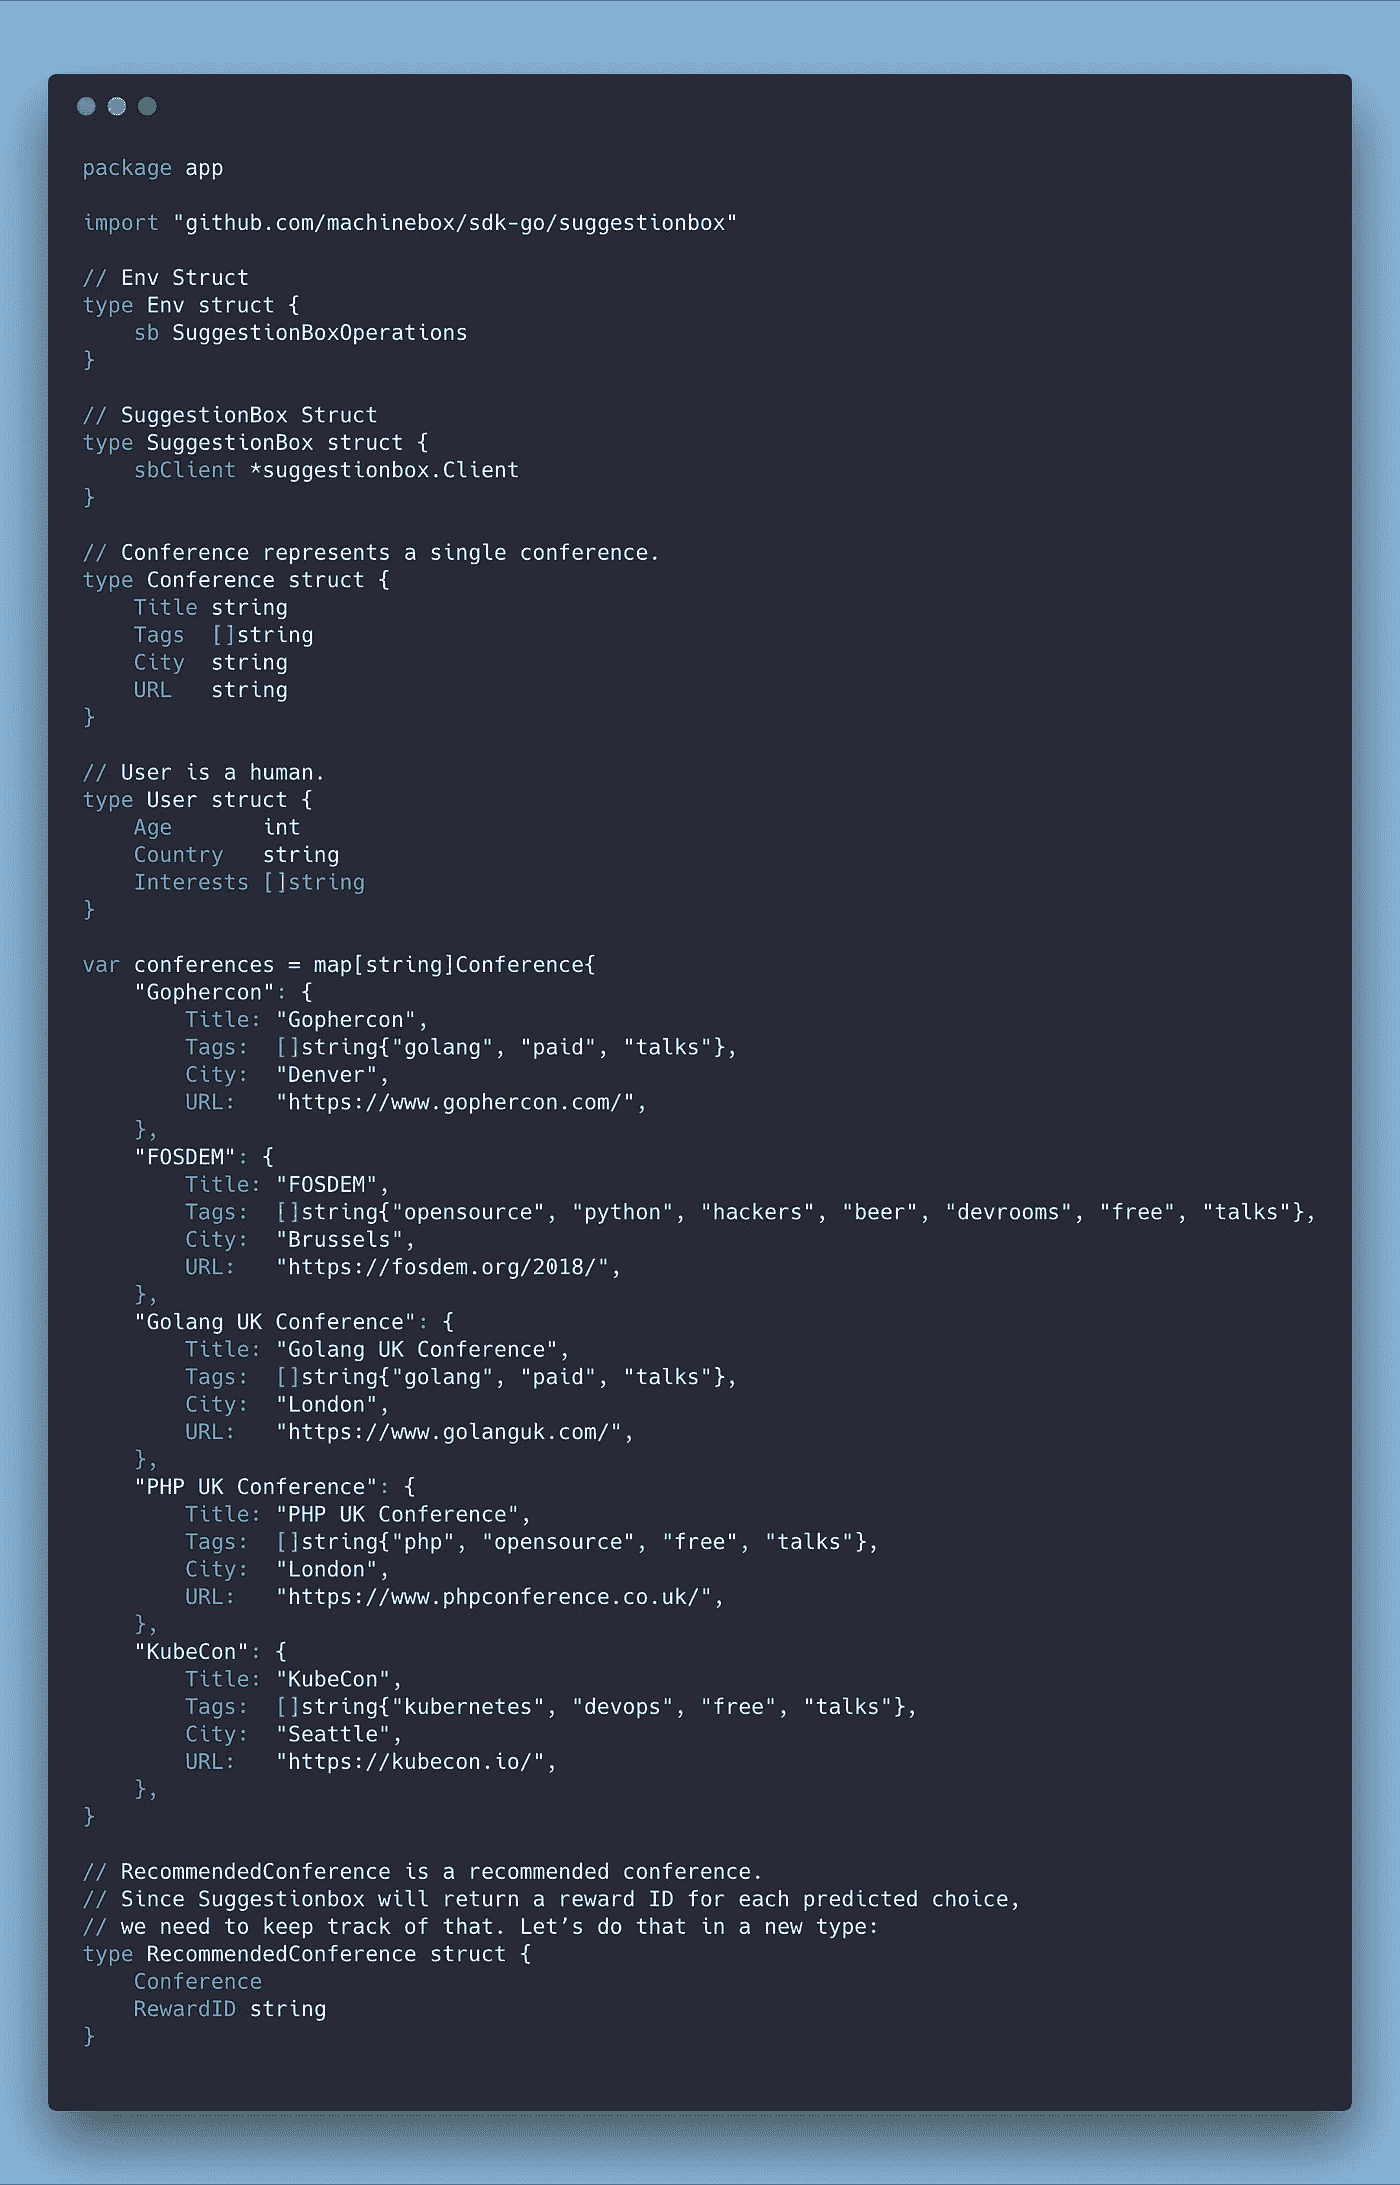 package app

import "github.com/machinebox/sdk-go/suggestionbox"

// Env Struct
type Env struct {
    sb SuggestionBoxOperations
}

// SuggestionBox Struct
type SuggestionBox struct {
    sbClient *suggestionbox.Client
}

// Conference represents a single conference.
type Conference struct {
    Title string
    Tags  []string
    City  string
    URL   string
}

// User is a human.
type User struct {
    Age       int
    Country   string
    Interests []string
}

var conferences = map[string]Conference{
    "Gophercon": {
        Title: "Gophercon",
        Tags:  []string{"golang", "paid", "talks"},
        City:  "Denver",
        URL:   "https://www.gophercon.com/",
    },
    "FOSDEM": {
        Title: "FOSDEM",
        Tags:  []string{"opensource", "python", "hackers", "beer", "devrooms", "free", "talks"},
        City:  "Brussels",
        URL:   "https://fosdem.org/2018/",
    },
    "Golang UK Conference": {
        Title: "Golang UK Conference",
        Tags:  []string{"golang", "paid", "talks"},
        City:  "London",
        URL:   "https://www.golanguk.com/",
    },
    "PHP UK Conference": {
        Title: "PHP UK Conference",
        Tags:  []string{"php", "opensource", "free", "talks"},
        City:  "London",
        URL:   "https://www.phpconference.co.uk/",
    },
    "KubeCon": {
        Title: "KubeCon",
        Tags:  []string{"kubernetes", "devops", "free", "talks"},
        City:  "Seattle",
        URL:   "https://kubecon.io/",
    },
}

// RecommendedConference is a recommended conference.
// Since Suggestionbox will return a reward ID for each predicted choice,
// we need to keep track of that. Let’s do that in a new type:
type RecommendedConference struct {
    Conference
    RewardID string
}